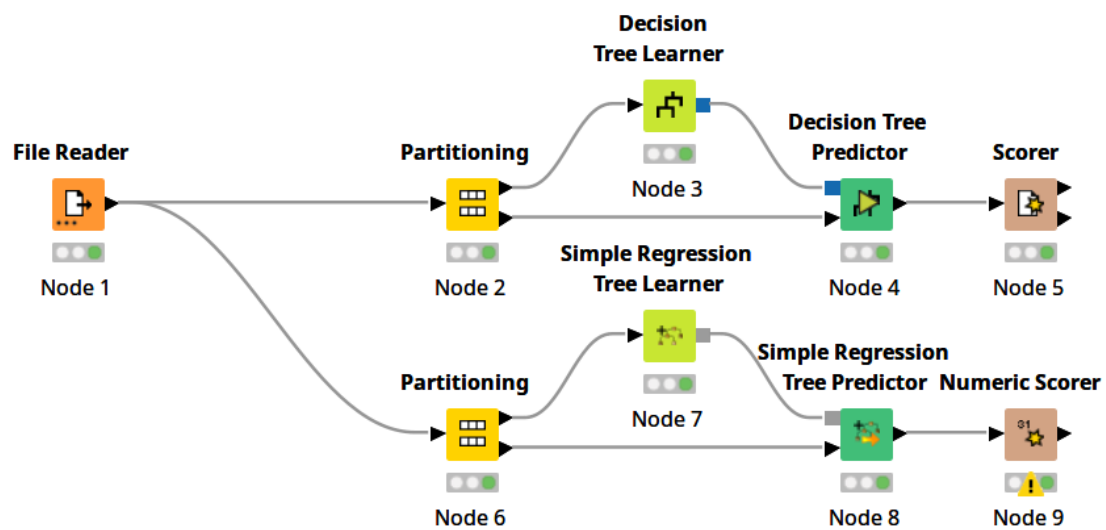 Decision
Tree Learner
Node 3
File Reader
Node 1
Partitioning
Node 2
Decision Tree
Predictor
Node 4
Scorer
Node 5
Simple Regression
Tree Learner
Node 7
Partitioning
Node 6
Simple Regression
Tree Predictor
Node 8
Numeric Scorer
Node 9